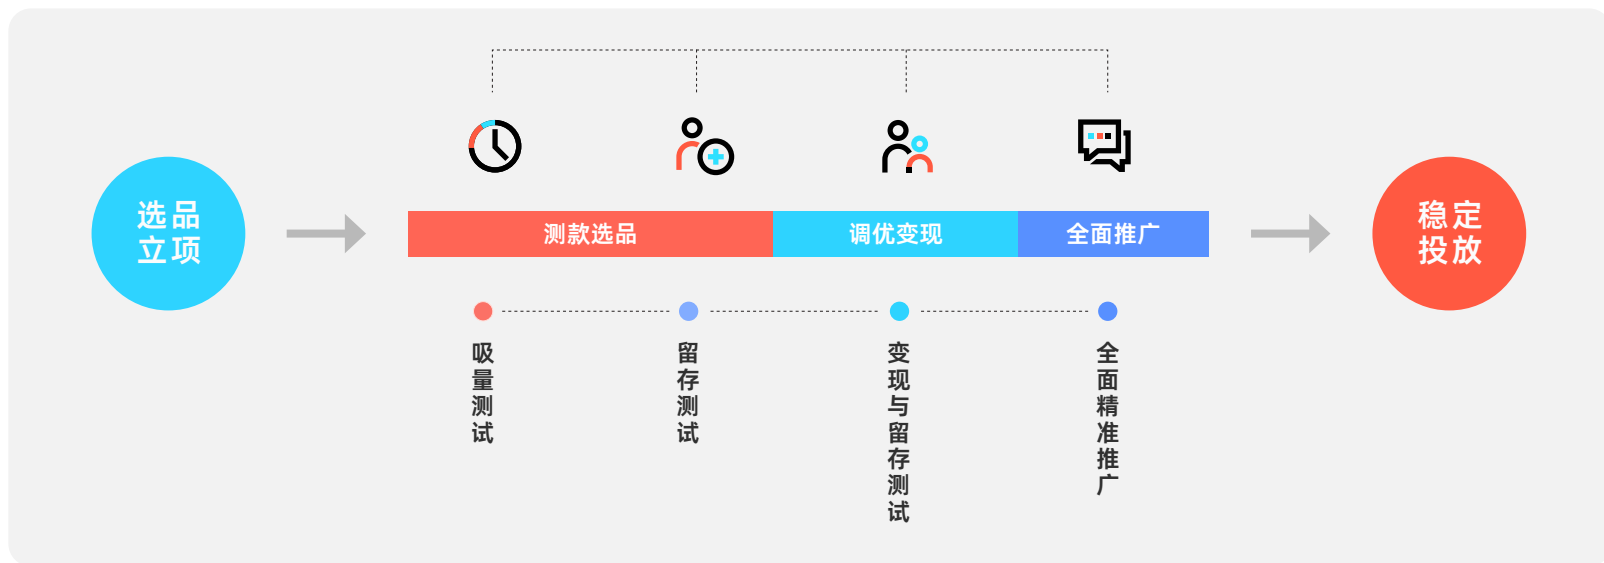 选品
立项
测款选品
调优变现
全面推广
稳定
投放
吸量测试
留存测试
变现与留存测试
全面精准推广